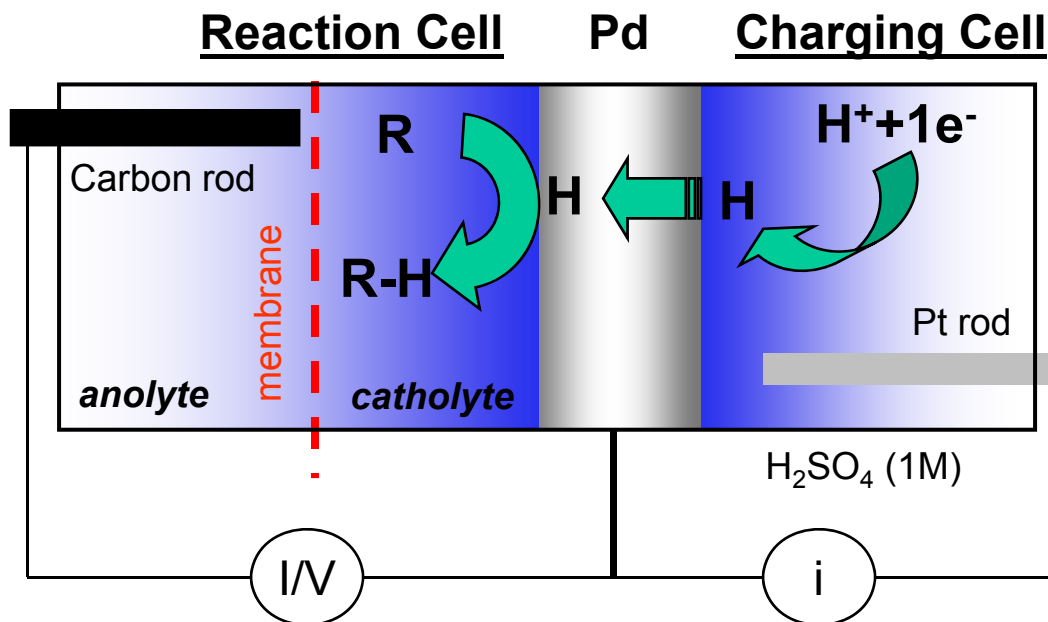 Reaction Cell
Pd
Charging Cell
H⁺+1e⁻
R
Carbon rod
H
H
R-H
membrane
Pt rod
anolyte
catholyte
H₂SO₄ (1M)
I/V
i